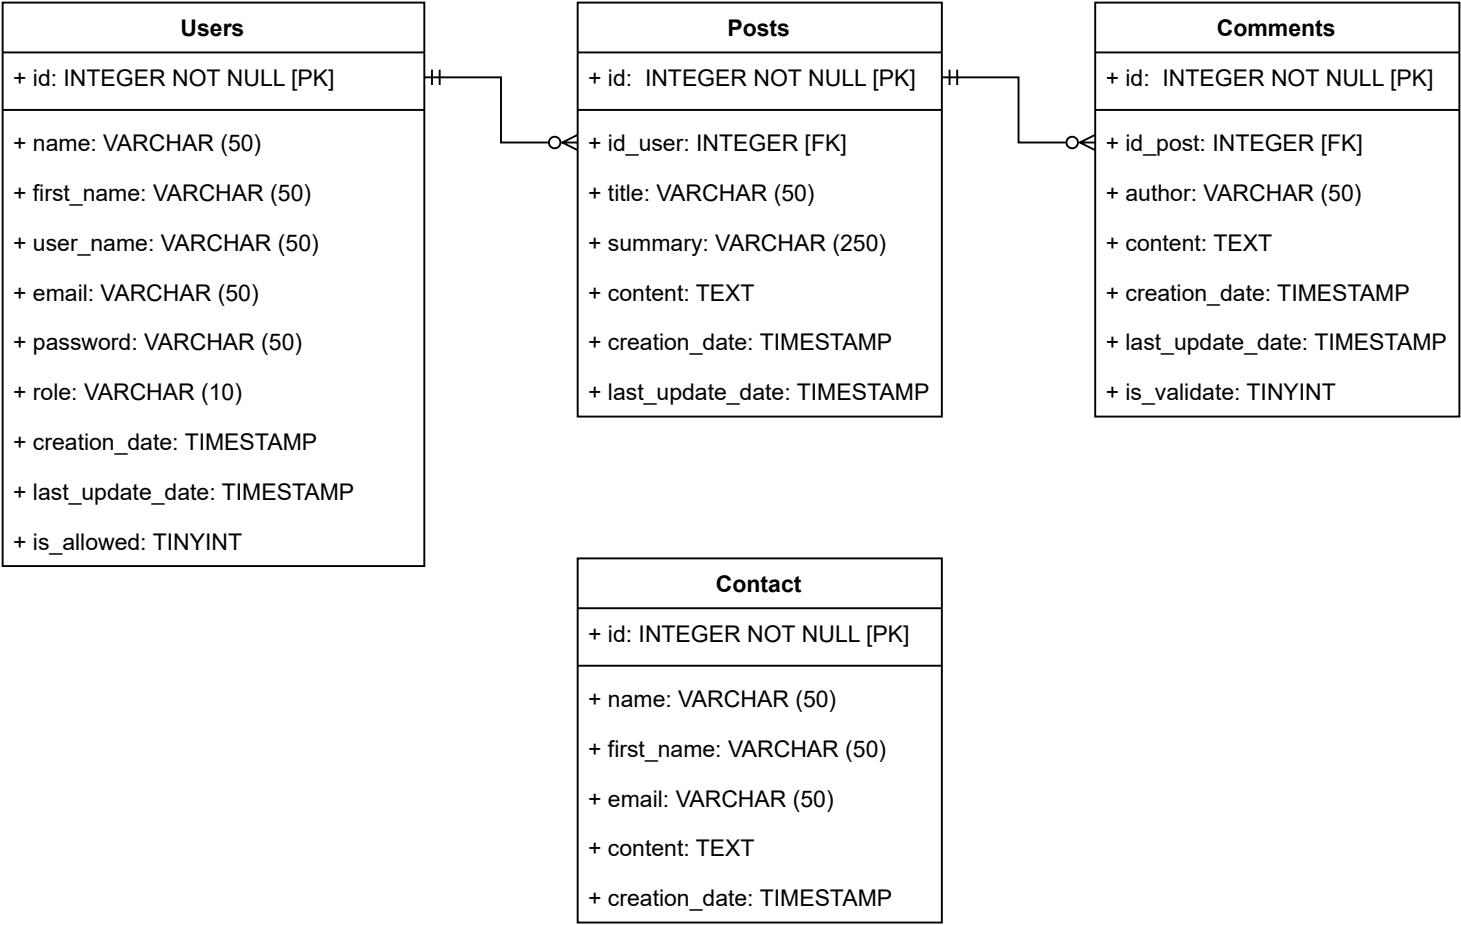 Users
+ id: INTEGER NOT NULL [PK]
+ name: VARCHAR (50)
+ first_name: VARCHAR (50)
+ user_name: VARCHAR (50)
+ email: VARCHAR (50)
+ password: VARCHAR (50)
+ role: VARCHAR (10)
+ creation_date: TIMESTAMP
+ last_update_date: TIMESTAMP
+ is_allowed: TINYINT
Posts
+ id:  INTEGER NOT NULL [PK]
+ id_user: INTEGER [FK]
+ title: VARCHAR (50)
+ summary: VARCHAR (250)
+ content: TEXT
+ creation_date: TIMESTAMP
+ last_update_date: TIMESTAMP
Comments
+ id:  INTEGER NOT NULL [PK]
+ id_post: INTEGER [FK]
+ author: VARCHAR (50)
+ content: TEXT
+ creation_date: TIMESTAMP
+ last_update_date: TIMESTAMP
+ is_validate: TINYINT
Contact
+ id: INTEGER NOT NULL [PK]
+ name: VARCHAR (50)
+ first_name: VARCHAR (50)
+ email: VARCHAR (50)
+ content: TEXT
+ creation_date: TIMESTAMP